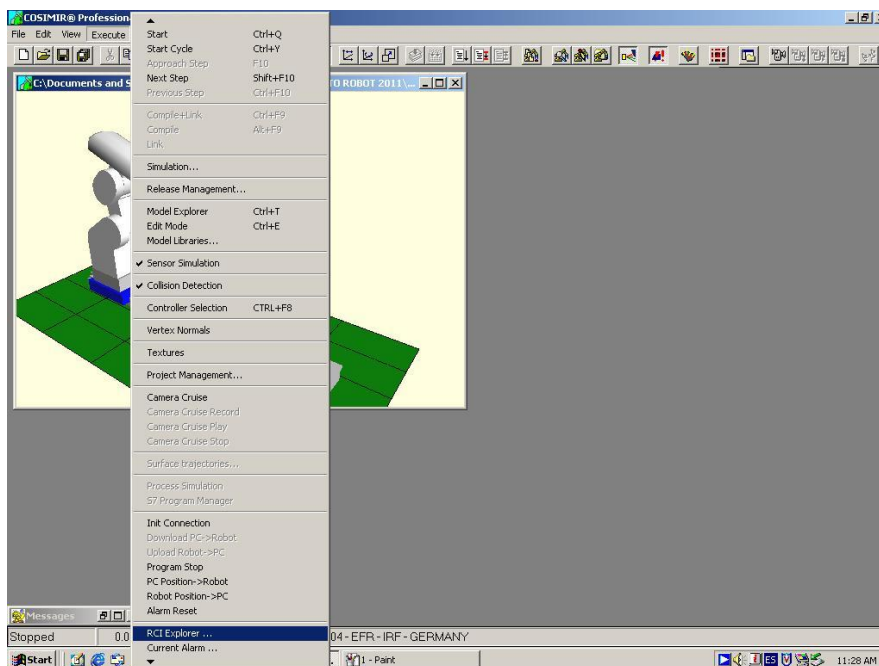 COSIMIR® Profession
File Edit View Execute
Start Ctrl+Q
Start Cycle Ctrl+Y
Approach Step F10
Next Step Shift+F10
Previous Step Ctrl+F10
Compile+Link Ctrl+F9
Compile Alt+F9
Link
Simulation...
Release Management...
Model Explorer Ctrl+T
Edit Mode Ctrl+E
Model Libraries...
Sensor Simulation
Collision Detection
Controller Selection CTRL+F8
Vertex Normals
Textures
Project Management...
Camera Cruise
Camera Cruise Record
Camera Cruise Play
Camera Cruise Stop
Surface trajectories...
Process Simulation
S7 Program Manager
Init Connection
Download PC->Robot
Upload Robot->PC
Program Stop
PC Position->Robot
Robot Position->PC
Alarm Reset
RCI Explorer ...
Current Alarm ...
C:\Documents and S
TO ROBOT 2011\...
Messages
Stopped 0.0 04 - EFR - IRF - GERMANY
Start 1 - Paint ES 11:28 AM